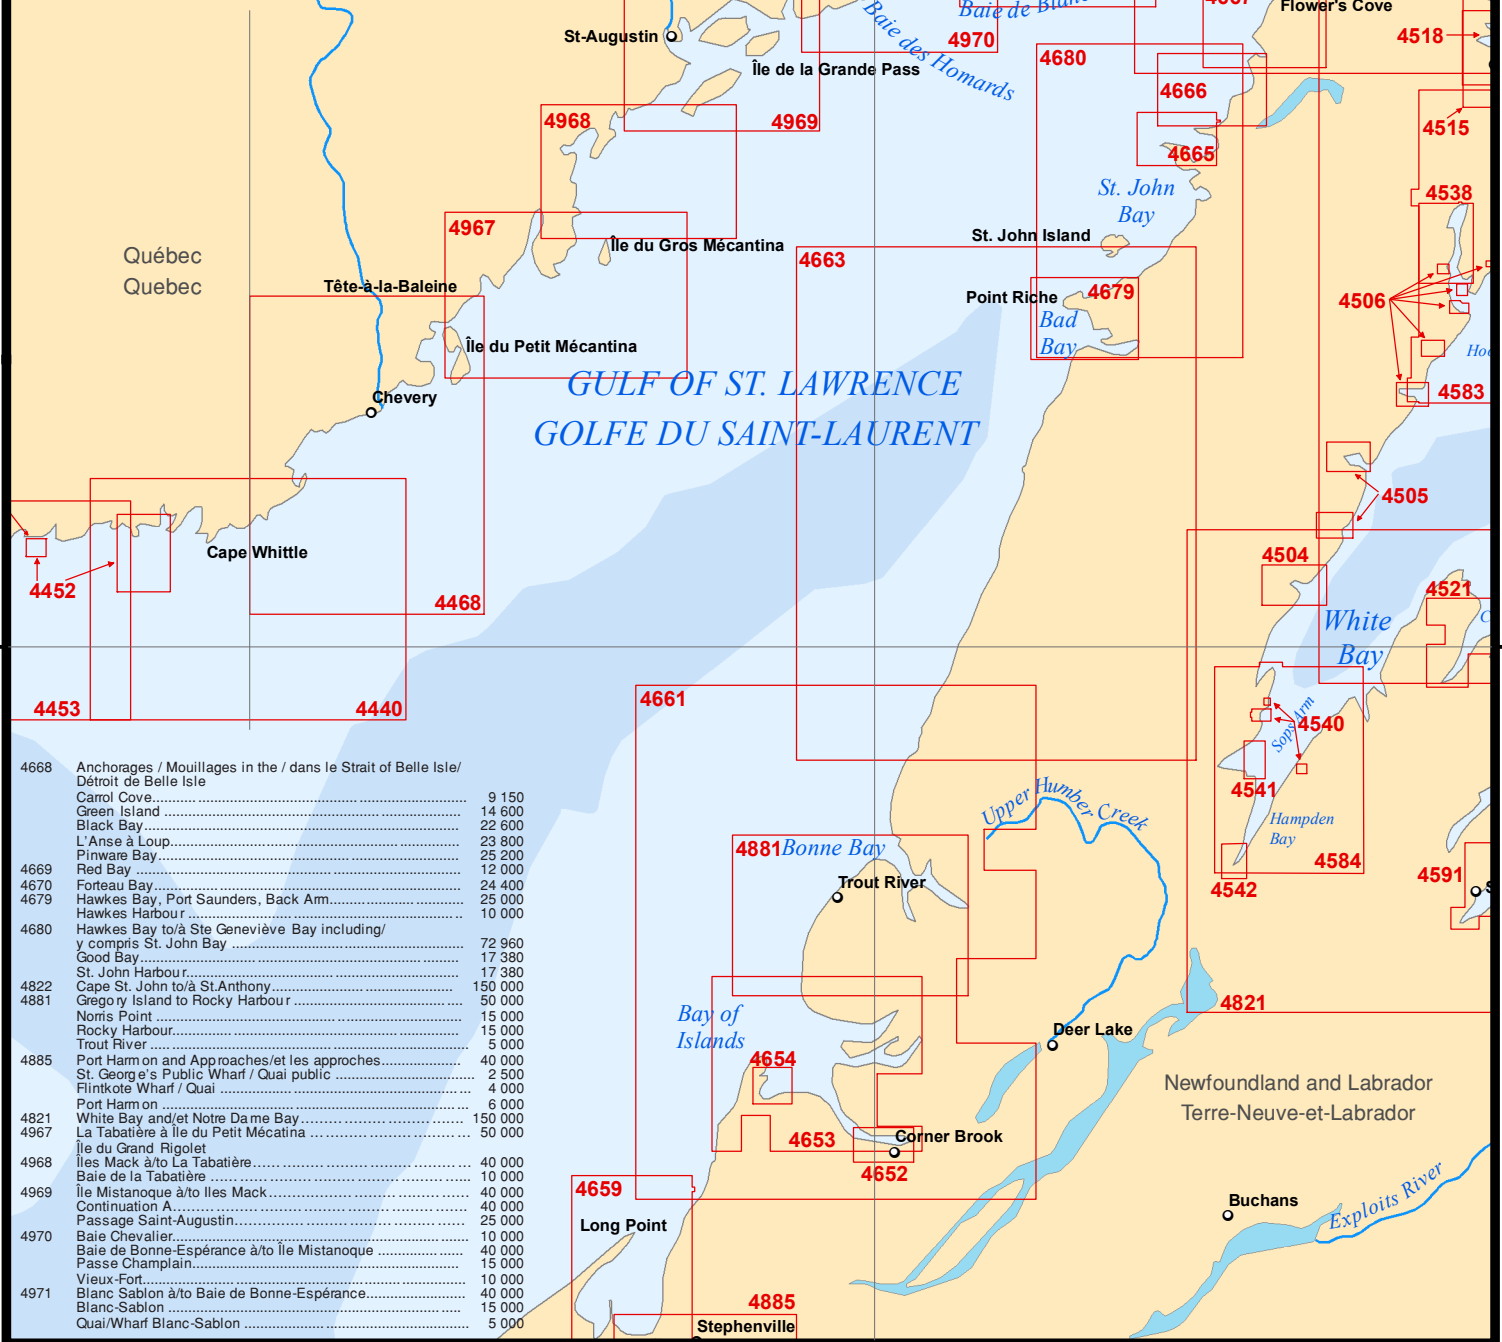 Flower's Cove
Baie de Blanc
St-Augustin
4970
4518
Baie des Homards
4680
Île de la Grande Pass
4666
4968
4969
4515
4665
St. John
Bay
4538
4967
St. John Island
Île du Gros Mécantina
Québec
Quebec
4663
Tête-à-la-Baleine
Point Riche
4679
4506
Bad
Bay
Île du Petit Mécantina
GULF OF ST. LAWRENCE
GOLFE DU SAINT-LAURENT
4583
Chevery
4505
Cape Whittle
4504
4452
4468
4521
White
Bay
4453
4440
4661
Sops Arm
4540
4541
Upper Humber Creek
Hampden
Bay
4881
Bonne Bay
4584
4542
4591
Trout River
4821
Bay of
Islands
Deer Lake
4654
Newfoundland and Labrador
Terre-Neuve-et-Labrador
4653
Corner Brook
4652
4659
Long Point
Buchans
Exploits River
4885
Stephenville
4668 Anchorages / Mouillages in the / dans le Strait of Belle Isle/
Détroit de Belle Isle
Carrol Cove 9 150
Green Island 14 600
Black Bay 22 600
L'Anse à Loup 23 800
Pinware Bay 25 200
4669 Red Bay 12 000
4670 Forteau Bay 24 400
4679 Hawkes Bay, Port Saunders, Back Arm 25 000
Hawkes Harbour 10 000
4680 Hawkes Bay to/à Ste Geneviève Bay including/
y compris St. John Bay 72 960
Good Bay 17 380
St. John Harbour 17 380
4822 Cape St. John to/à St.Anthony 150 000
4881 Gregory Island to Rocky Harbour 50 000
Norris Point 15 000
Rocky Harbour 15 000
Trout River 5 000
4885 Port Harmon and Approaches/et les approches 40 000
St. George's Public Wharf / Quai public 2 500
Flintkote Wharf / Quai 4 000
Port Harmon 6 000
4821 White Bay and/et Notre Dame Bay 150 000
4967 La Tabatière à Île du Petit Mécatina 50 000
Île du Grand Rigolet
4968 Îles Mack à/to La Tabatière 40 000
Baie de la Tabatière 10 000
4969 Île Mistanoque à/to Iles Mack 40 000
Continuation A 40 000
Passage Saint-Augustin 25 000
4970 Baie Chevalier 10 000
Baie de Bonne-Espérance à/to Île Mistanoque 40 000
Passe Champlain 15 000
Vieux-Fort 10 000
4971 Blanc Sablon à/to Baie de Bonne-Espérance 40 000
Blanc-Sablon 15 000
Quai/Wharf Blanc-Sablon 5 000